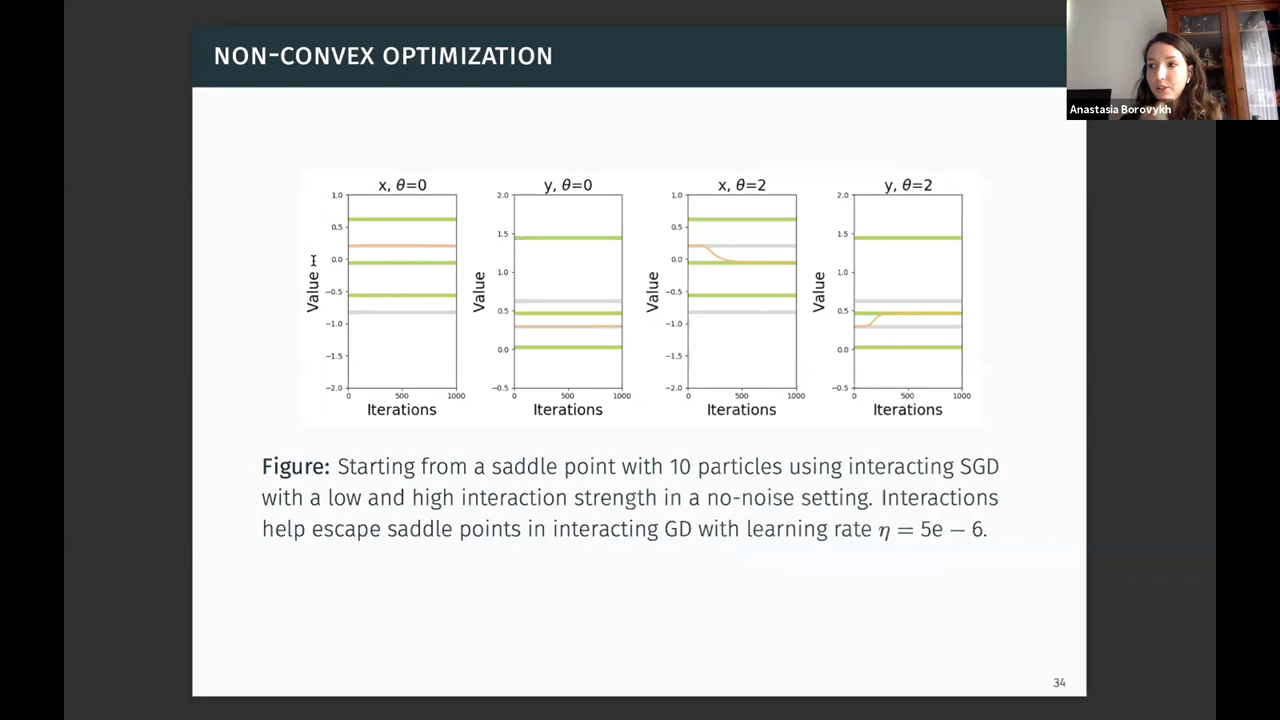 NON-CONVEX OPTIMIZATION
Anastasia Borovykh
x, θ=0
1.0
0.5
0.0
−0.5
−1.0
−1.5
−2.0
Value
0 500 1000
Iterations
y, θ=0
2.0
1.5
1.0
0.5
0.0
−0.5
Value
0 500 1000
Iterations
x, θ=2
1.0
0.5
0.0
−0.5
−1.0
−1.5
−2.0
Value
0 500 1000
Iterations
y, θ=2
2.0
1.5
1.0
0.5
0.0
−0.5
Value
0 500 1000
Iterations
Figure: Starting from a saddle point with 10 particles using interacting SGD
with a low and high interaction strength in a no-noise setting. Interactions
help escape saddle points in interacting GD with learning rate η = 5e − 6.
34